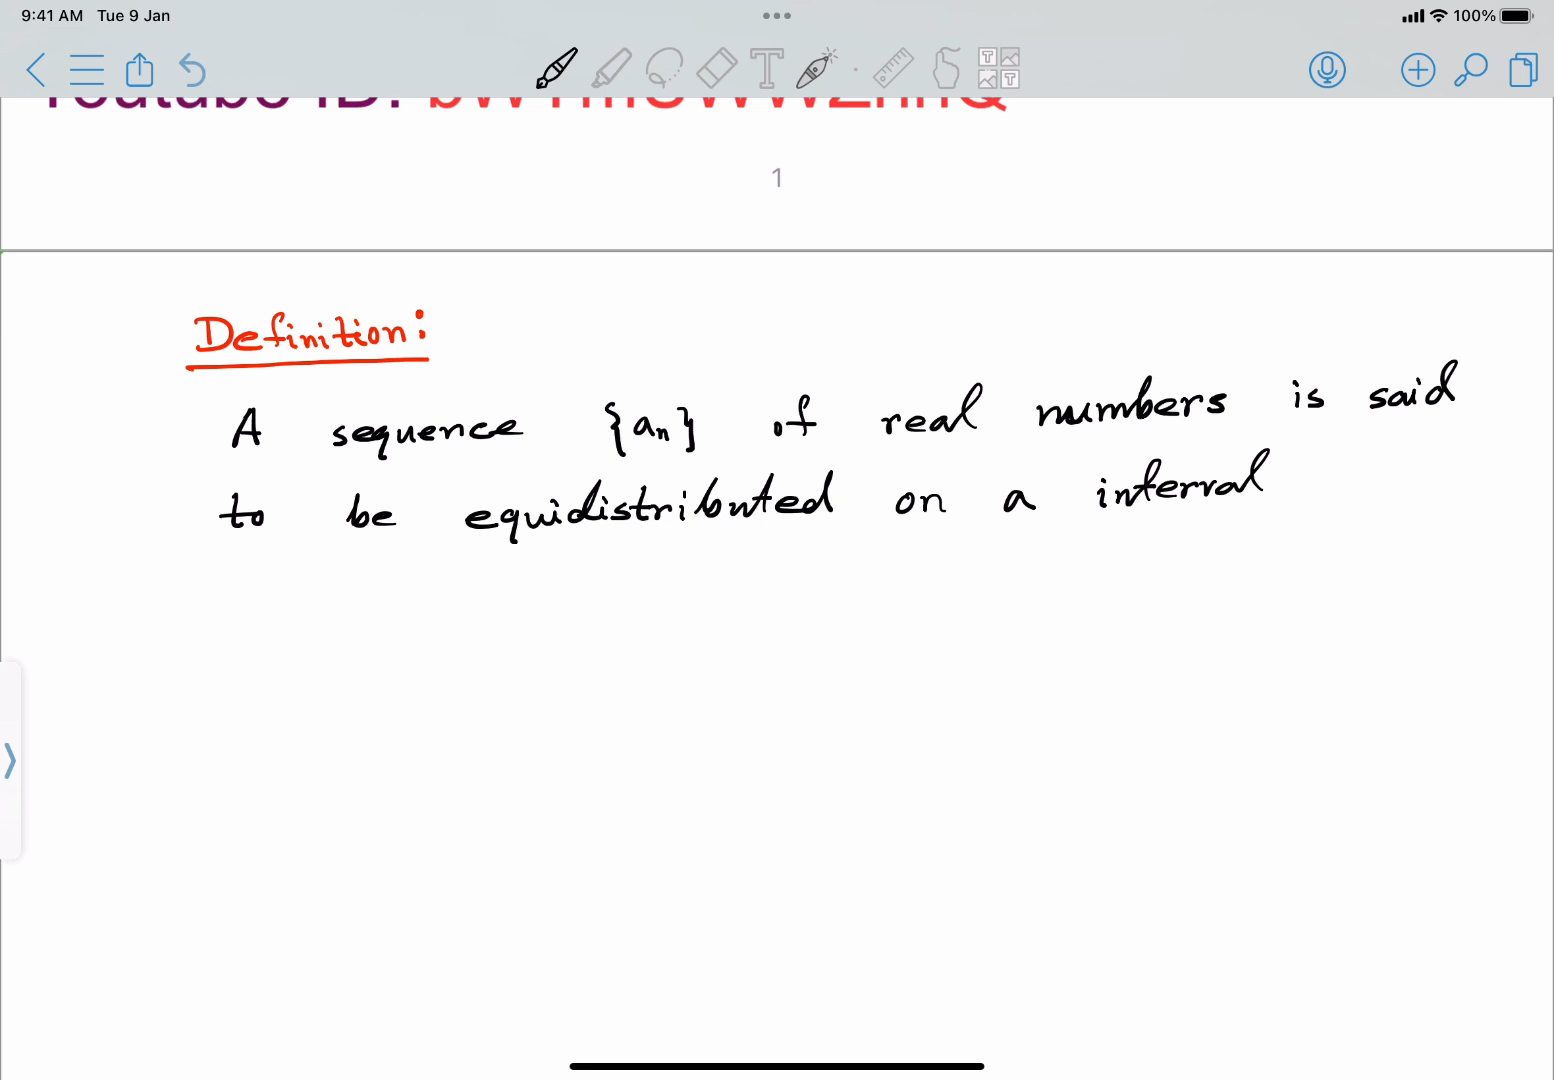 9:41 AM Tue 9 Jan
100%
1
Definition:
A sequence {aₙ} of real numbers is said
to be equidistributed on a interval